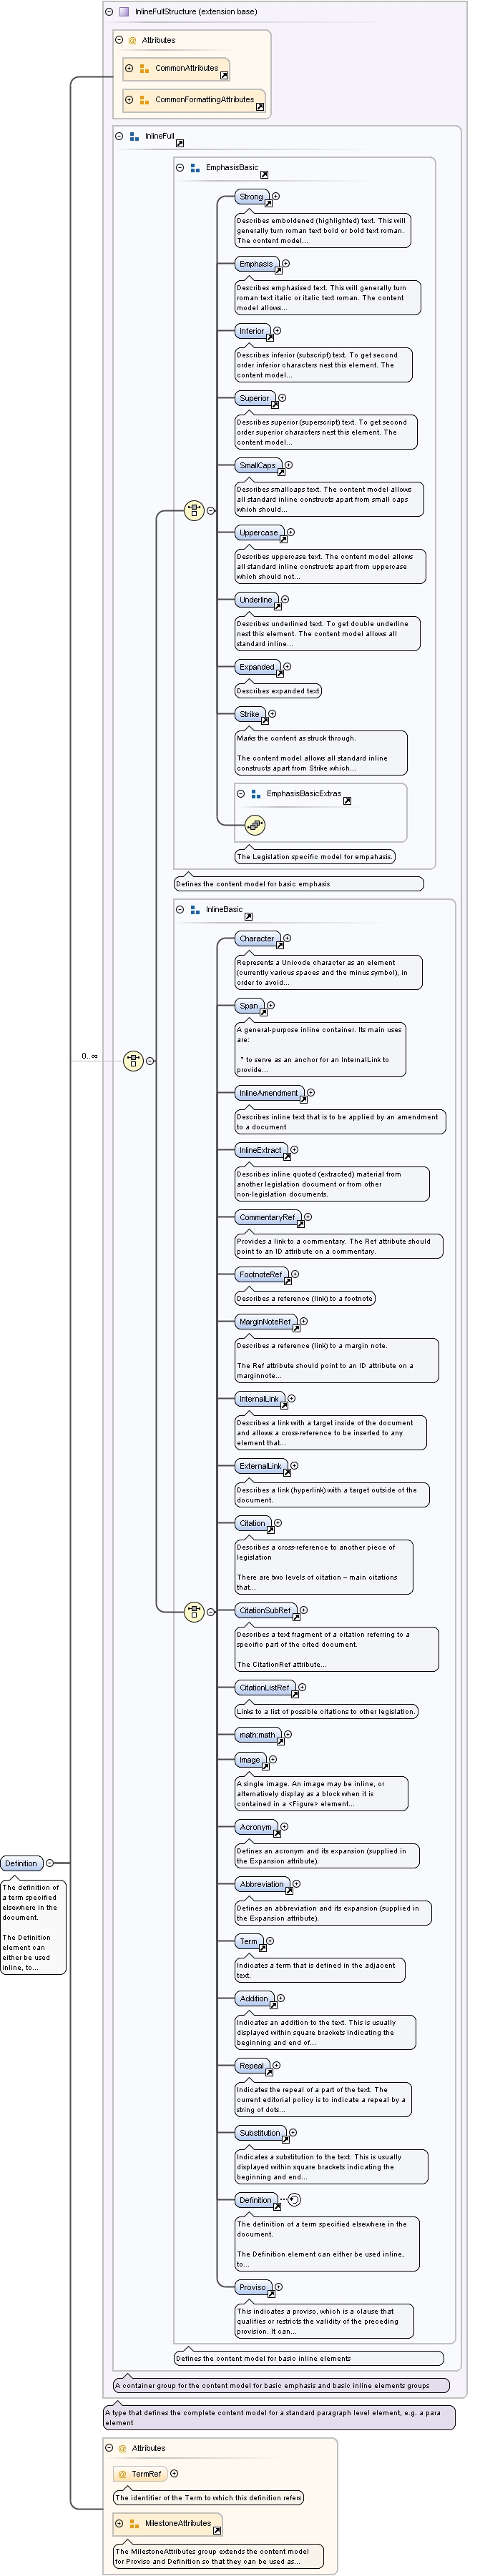 InlineFullStructure (extension base)
@ Attributes
CommonAttributes
CommonFormattingAttributes
InlineFull
EmphasisBasic
Strong
Describes emboldened (highlighted) text. This will
generally turn roman text bold or bold text roman.
The content model...
Emphasis
Describes emphasised text. This will generally turn
roman text italic or italic text roman. The content
model allows...
Inferior
Describes inferior (subscript) text. To get second
order inferior characters nest this element. The
content model...
Superior
Describes superior (superscript) text. To get second
order superior characters nest this element. The
content model...
SmallCaps
Describes smallcaps text. The content model allows
all standard inline constructs apart from small caps
which should...
Uppercase
Describes uppercase text. The content model allows
all standard inline constructs apart from uppercase
which should not...
Underline
Describes underlined text. To get double underline
nest this element. The content model allows all
standard inline...
Expanded
Describes expanded text
Strike
Marks the content as struck through.
The content model allows all standard inline
constructs apart from Strike which...
EmphasisBasicExtras
The Legislation specific model for empahasis.
Defines the content model for basic emphasis
InlineBasic
Character
Represents a Unicode character as an element
(currently various spaces and the minus symbol), in
order to avoid...
Span
A general-purpose inline container. Its main uses
are:
* to serve as an anchor for an InternalLink to
provide...
0..∞
InlineAmendment
Describes inline text that is to be applied by an amendment
to a document
InlineExtract
Describes inline quoted (extracted) material from
another legislation document or from other
non-legislation documents.
CommentaryRef
Provides a link to a commentary. The Ref attribute should
point to an ID attribute on a commentary.
FootnoteRef
Describes a reference (link) to a footnote
MarginNoteRef
Describes a reference (link) to a margin note.
The Ref attribute should point to an ID attribute on a
marginnote...
InternalLink
Describes a link with a target inside of the document
and allows a cross-reference to be inserted to any
element that...
ExternalLink
Describes a link (hyperlink) with a target outside of the
document.
Citation
Describes a cross-reference to another piece of
legislation
There are two levels of citation – main citations
that...
CitationSubRef
Describes a text fragment of a citation referring to a
specific part of the cited document.
The CitationRef attribute...
CitationListRef
Links to a list of possible citations to other legislation.
math:math
Image
A single image. An image may be inline, or
alternatively display as a block when it is
contained in a <Figure> element...
Acronym
Defines an acronym and its expansion (supplied in
the Expansion attribute).
Definition
The definition of
a term specified
elsewhere in the
document.
The Definition
element can
either be used
inline, to...
Abbreviation
Defines an abbreviation and its expansion (supplied in
the Expansion attribute).
Term
Indicates a term that is defined in the adjacent
text.
Addition
Indicates an addition to the text. This is usually
displayed within square brackets indicating the
beginning and end of...
Repeal
Indicates the repeal of a part of the text. The
current editorial policy is to indicate a repeal by a
string of dots...
Substitution
Indicates a substitution to the text. This is usually
displayed within square brackets indicating the
beginning and end...
Definition
The definition of a term specified elsewhere in the
document.
The Definition element can either be used inline,
to...
Proviso
This indicates a proviso, which is a clause that
qualifies or restricts the validity of the preceding
provision. It can...
Defines the content model for basic inline elements
A container group for the content model for basic emphasis and basic inline elements groups
A type that defines the complete content model for a standard paragraph level element, e.g. a para
element
@ Attributes
@ TermRef
The identifier of the Term to which this definition refers
MilestoneAttributes
The MilestoneAttributes group extends the content model
for Proviso and Definition so that they can be used as...